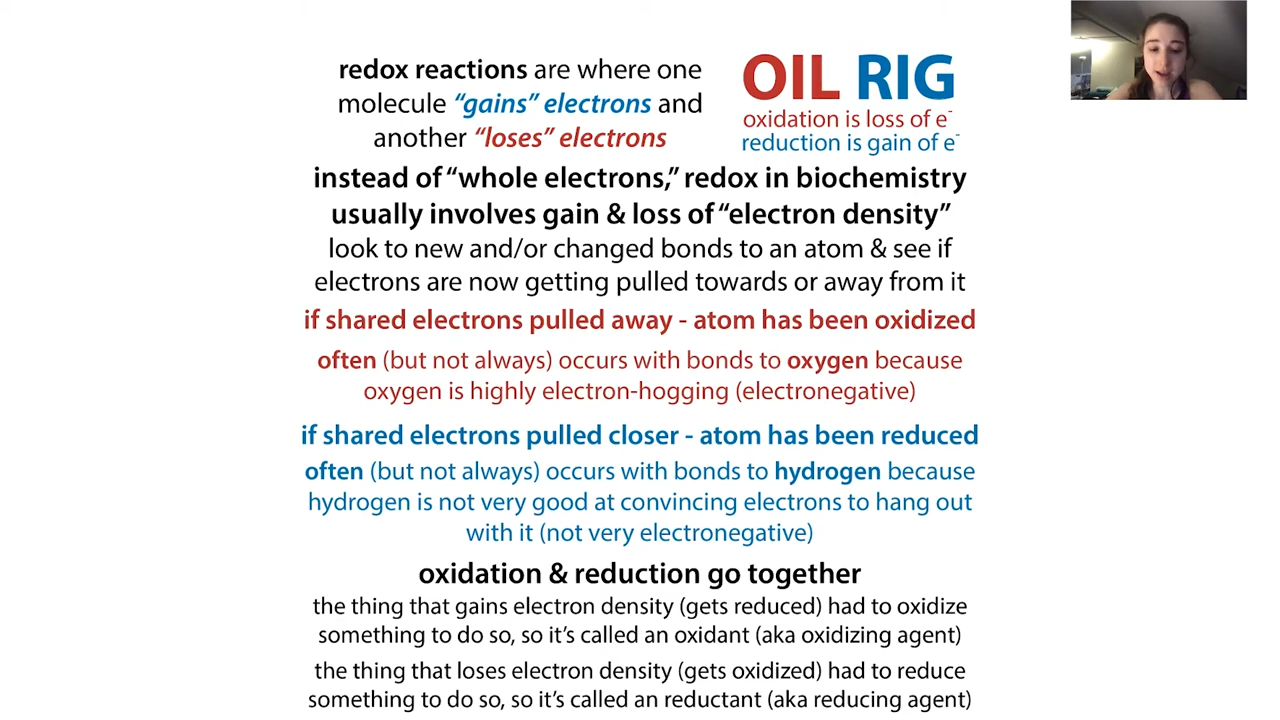 redox reactions are where one
molecule “gains” electrons and
another “loses” electrons
OIL RIG
oxidation is loss of e⁻
reduction is gain of e⁻
instead of “whole electrons,” redox in biochemistry
usually involves gain & loss of “electron density”
look to new and/or changed bonds to an atom & see if
electrons are now getting pulled towards or away from it
if shared electrons pulled away - atom has been oxidized
often (but not always) occurs with bonds to oxygen because
oxygen is highly electron-hogging (electronegative)
if shared electrons pulled closer - atom has been reduced
often (but not always) occurs with bonds to hydrogen because
hydrogen is not very good at convincing electrons to hang out
with it (not very electronegative)
oxidation & reduction go together
the thing that gains electron density (gets reduced) had to oxidize
something to do so, so it’s called an oxidant (aka oxidizing agent)
the thing that loses electron density (gets oxidized) had to reduce
something to do so, so it’s called an reductant (aka reducing agent)